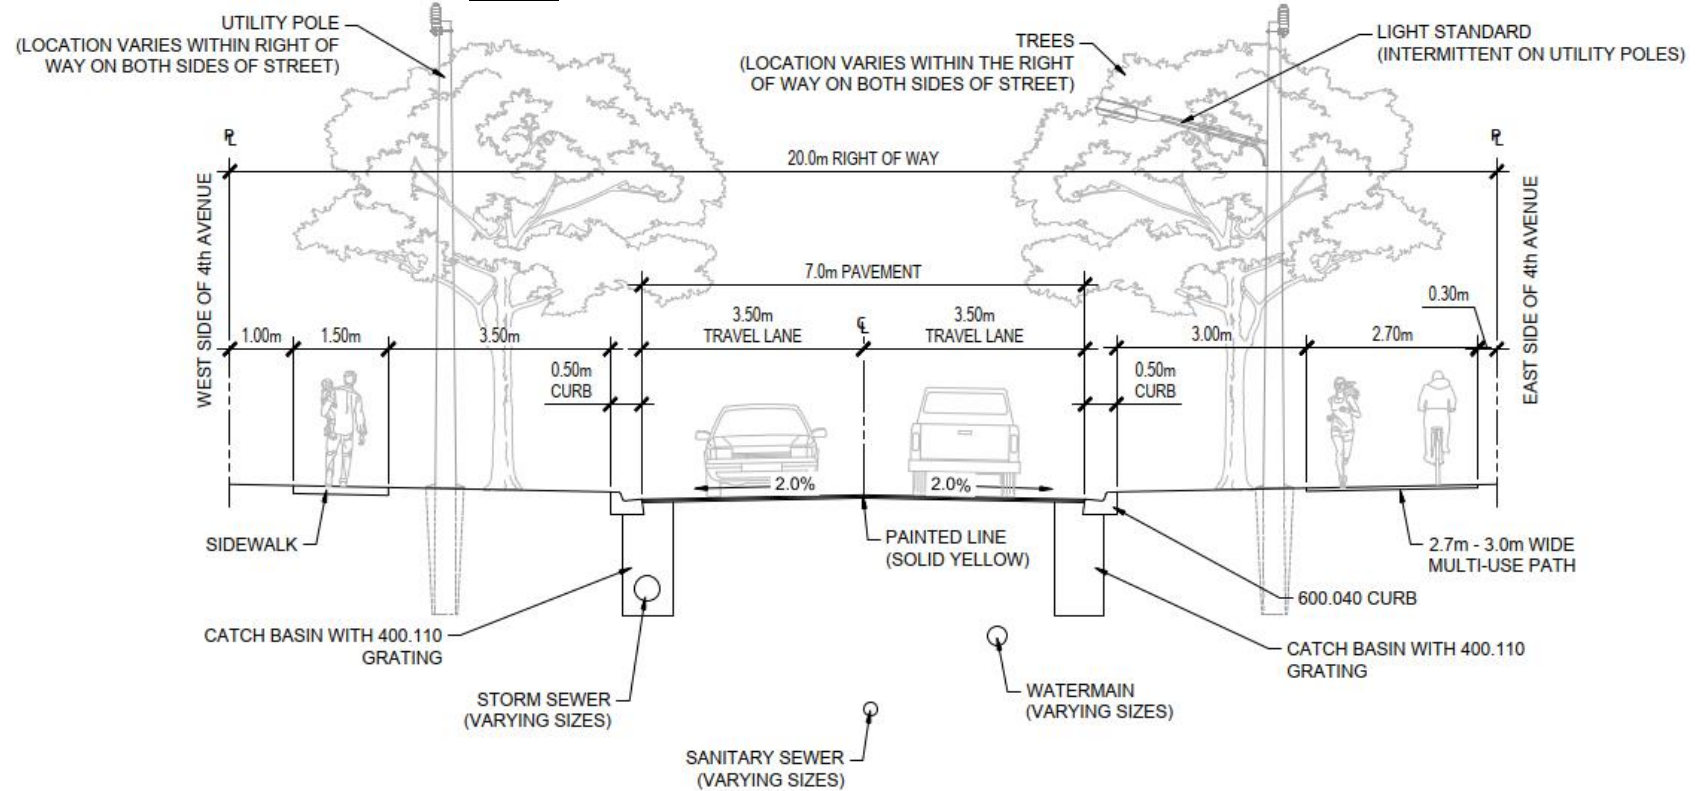 UTILITY POLE
(LOCATION VARIES WITHIN RIGHT OF
WAY ON BOTH SIDES OF STREET)
TREES
(LOCATION VARIES WITHIN THE RIGHT
OF WAY ON BOTH SIDES OF STREET)
LIGHT STANDARD
(INTERMITTENT ON UTILITY POLES)
PL
PL
20.0m RIGHT OF WAY
WEST SIDE OF 4th AVENUE
EAST SIDE OF 4th AVENUE
7.0m PAVEMENT
0.30m
1.00m
1.50m
3.50m
3.50m
TRAVEL LANE
CL
3.50m
TRAVEL LANE
3.00m
2.70m
0.50m
CURB
0.50m
CURB
2.0%
2.0%
SIDEWALK
PAINTED LINE
(SOLID YELLOW)
2.7m - 3.0m WIDE
MULTI-USE PATH
600.040 CURB
CATCH BASIN WITH 400.110
GRATING
CATCH BASIN WITH 400.110
GRATING
STORM SEWER
(VARYING SIZES)
WATERMAIN
(VARYING SIZES)
SANITARY SEWER
(VARYING SIZES)